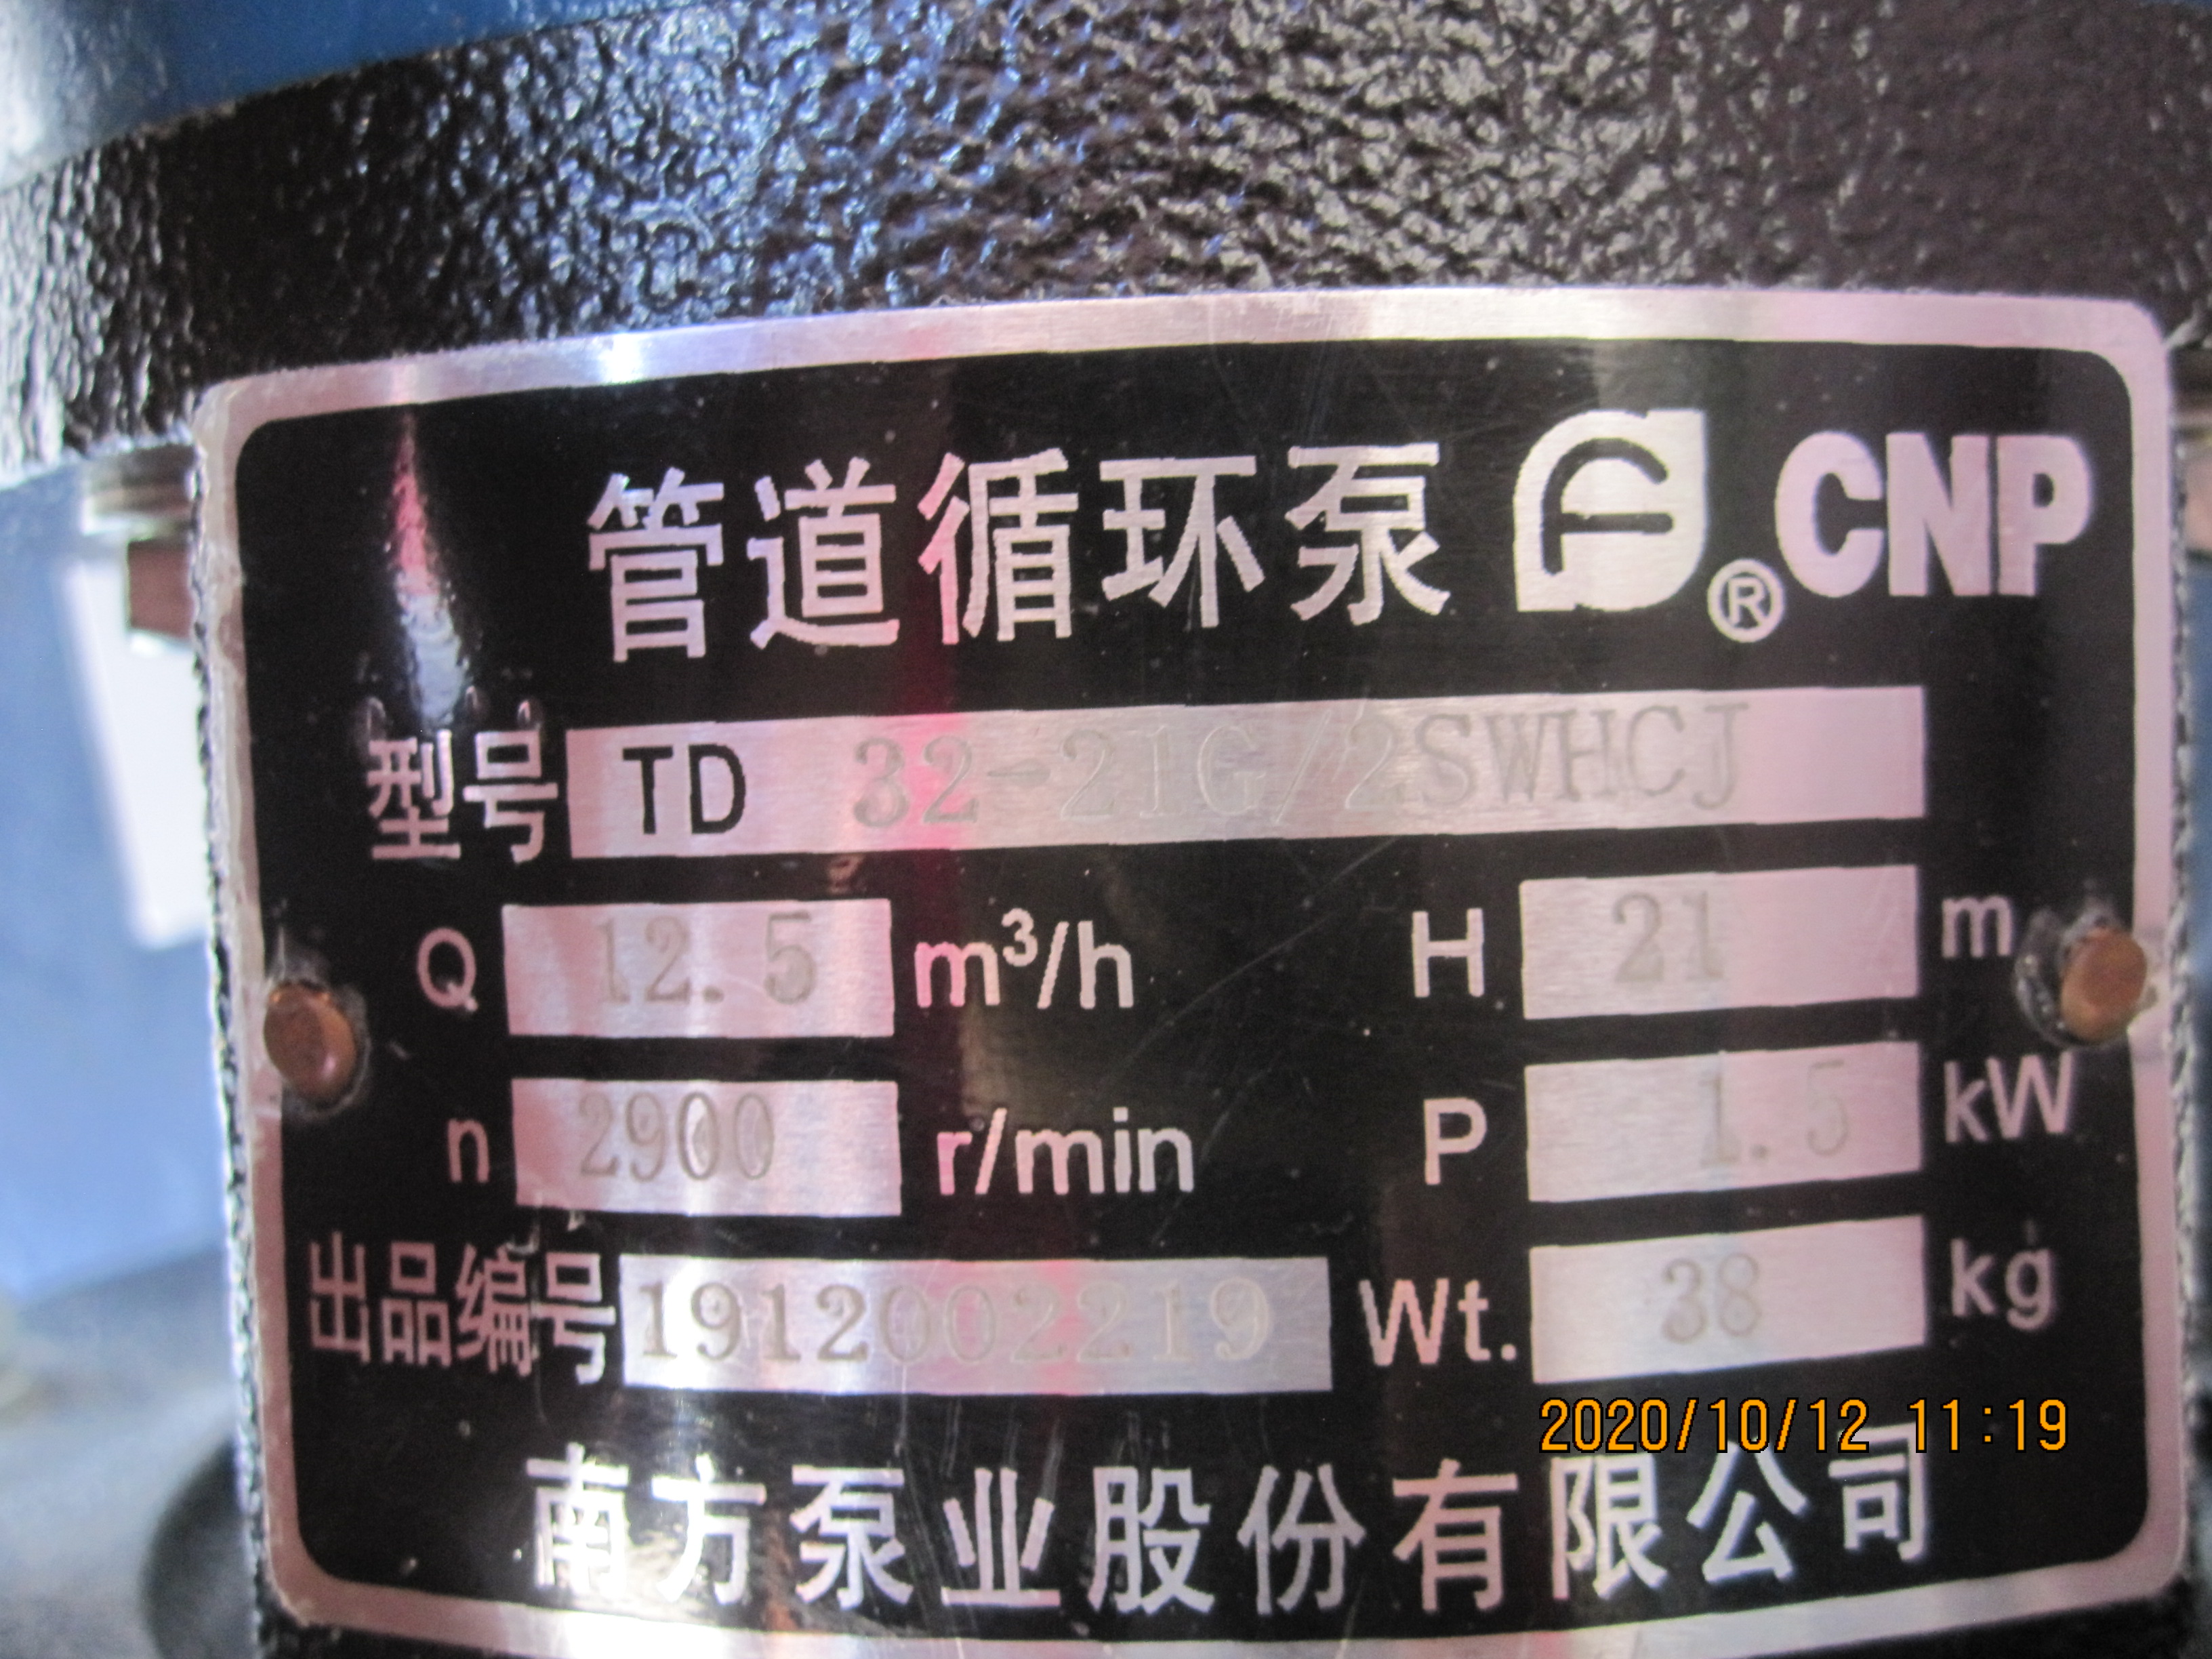 管道循环泵 ® CNP
型号 TD 32-21G/2SWHCJ
Q 12.5 m³/h H 21 m
n 2900 r/min P 1.5 kW
出品编号 1912002219 Wt. 38 kg
2020/10/12 11:19
南方泵业股份有限公司